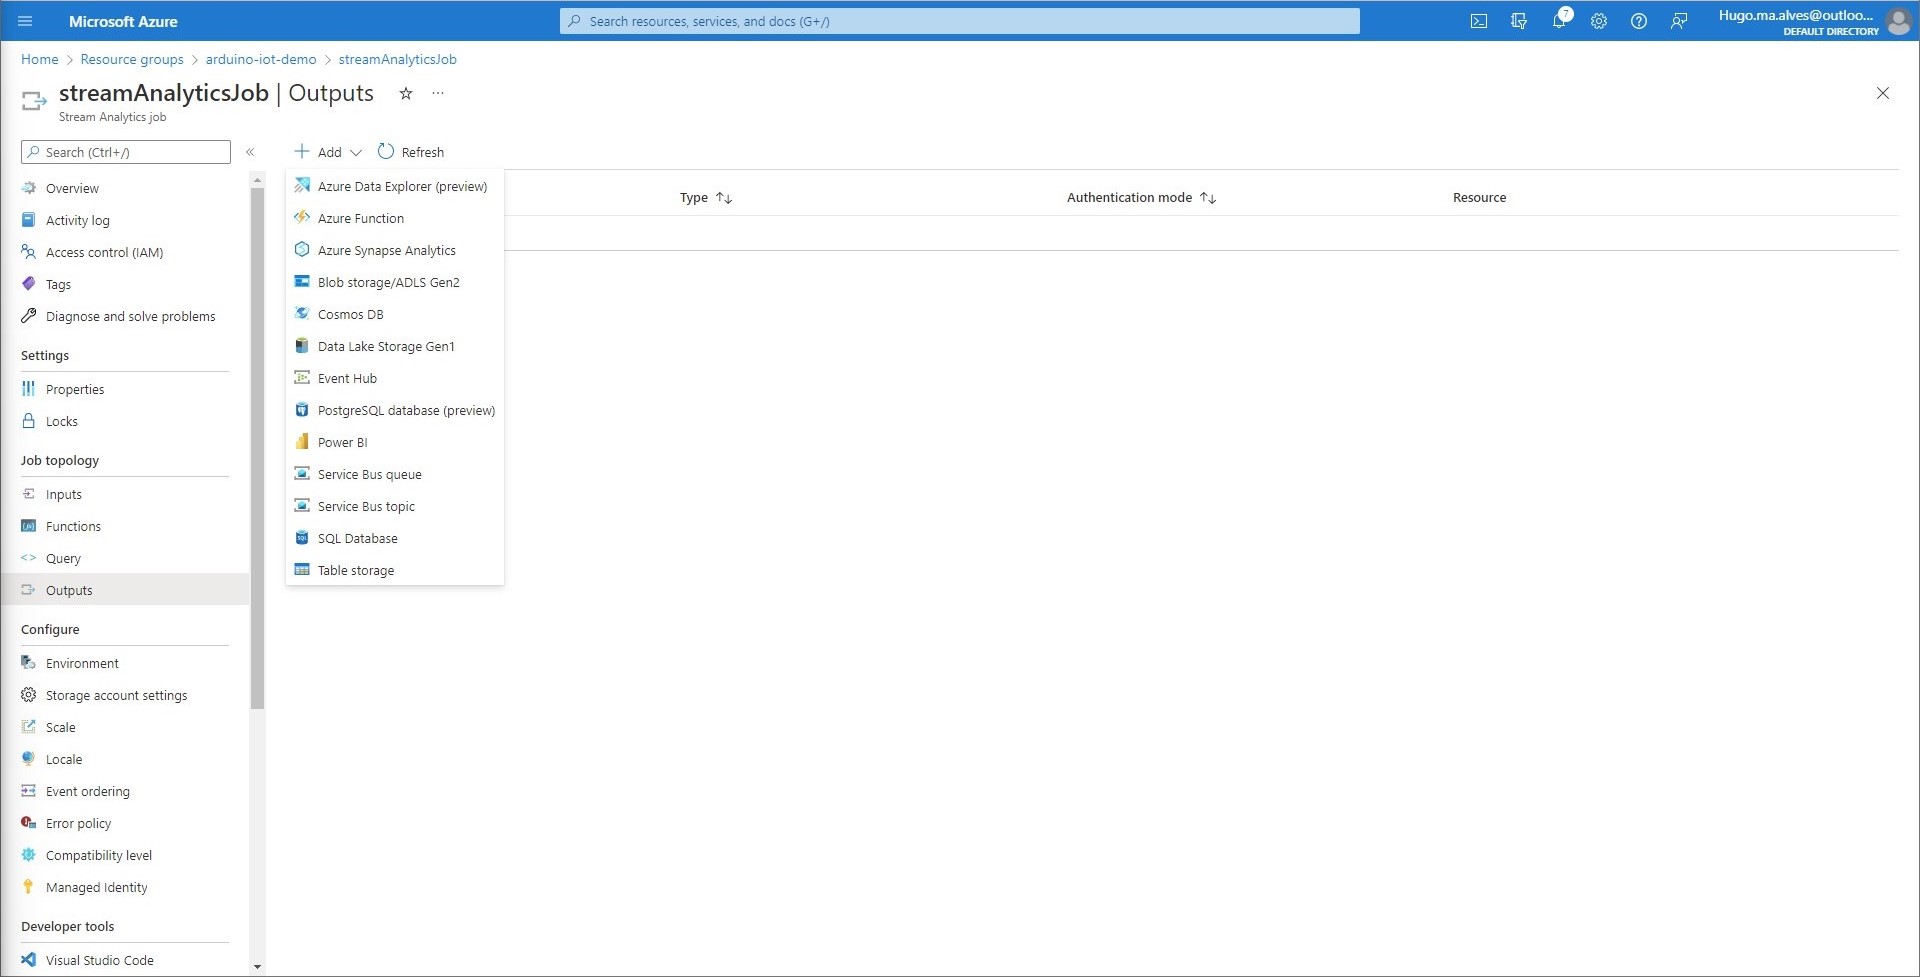 Microsoft Azure
Search resources, services, and docs (G+/)
7
Hugo.ma.alves@outloo...
DEFAULT DIRECTORY
Home > Resource groups > arduino-iot-demo > streamAnalyticsJob
streamAnalyticsJob | Outputs
Stream Analytics job
Search (Ctrl+/)
Overview
Activity log
Access control (IAM)
Tags
Diagnose and solve problems
Settings
Properties
Locks
Job topology
Inputs
Functions
Query
Outputs
Configure
Environment
Storage account settings
Scale
Locale
Event ordering
Error policy
Compatibility level
Managed Identity
Developer tools
Visual Studio Code
Add
Refresh
Azure Data Explorer (preview)
Azure Function
Azure Synapse Analytics
Blob storage/ADLS Gen2
Cosmos DB
Data Lake Storage Gen1
Event Hub
PostgreSQL database (preview)
Power BI
Service Bus queue
Service Bus topic
SQL Database
Table storage
Type
Authentication mode
Resource